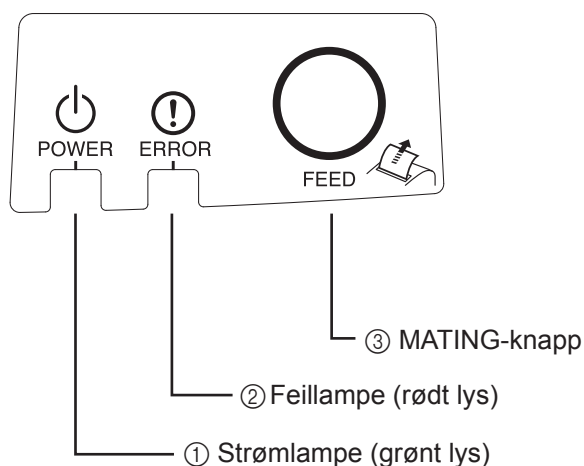 POWER
ERROR
FEED
③ MATING-knapp
② Feillampe (rødt lys)
① Strømlampe (grønt lys)